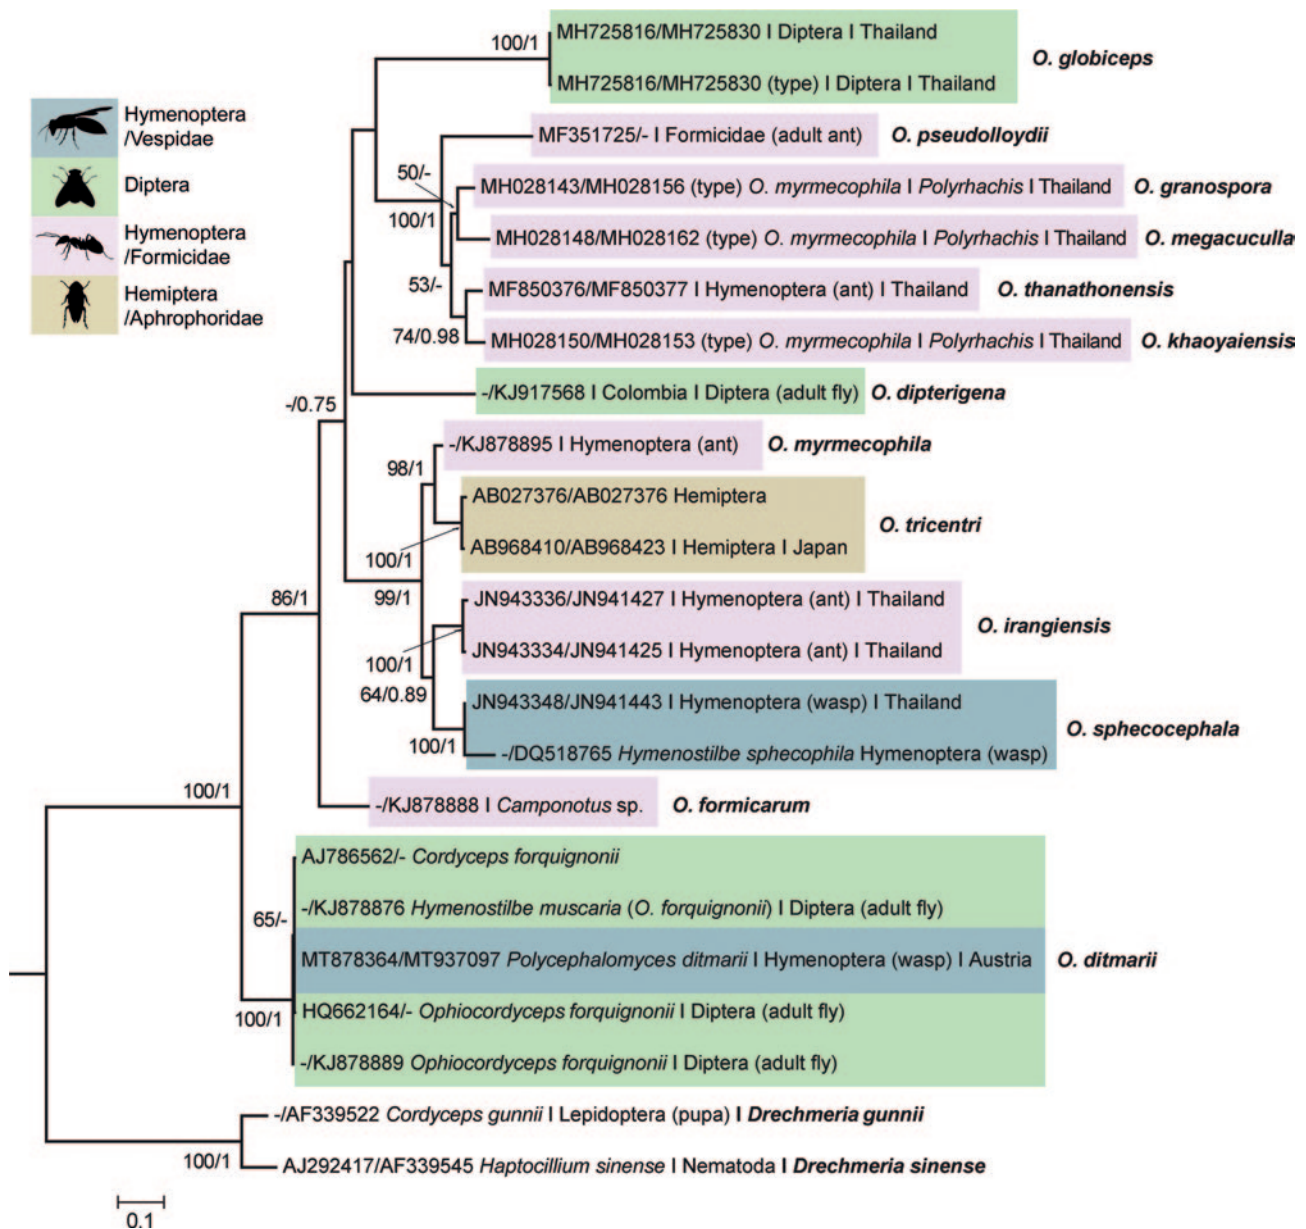 Hymenoptera
/Vespidae
Diptera
Hymenoptera
/Formicidae
Hemiptera
/Aphrophoridae
100/1
MH725816/MH725830 I Diptera I Thailand
MH725816/MH725830 (type) I Diptera I Thailand
O. globiceps
MF351725/- I Formicidae (adult ant)
O. pseudolloydii
50/-
100/1
MH028143/MH028156 (type) O. myrmecophila I Polyrhachis I Thailand
O. granospora
MH028148/MH028162 (type) O. myrmecophila I Polyrhachis I Thailand
O. megacuculla
53/-
MF850376/MF850377 I Hymenoptera (ant) I Thailand
O. thanathonensis
74/0.98
MH028150/MH028153 (type) O. myrmecophila I Polyrhachis I Thailand
O. khaoyaiensis
-/0.75
-/KJ917568 I Colombia I Diptera (adult fly)
O. dipterigena
-/KJ878895 I Hymenoptera (ant)
O. myrmecophila
98/1
AB027376/AB027376 Hemiptera
AB968410/AB968423 I Hemiptera I Japan
O. tricentri
100/1
86/1
99/1
JN943336/JN941427 I Hymenoptera (ant) I Thailand
JN943334/JN941425 I Hymenoptera (ant) I Thailand
O. irangiensis
100/1
64/0.89
JN943348/JN941443 I Hymenoptera (wasp) I Thailand
-/DQ518765 Hymenostilbe sphecophila Hymenoptera (wasp)
O. sphecocephala
100/1
100/1
-/KJ878888 I Camponotus sp.
O. formicarum
AJ786562/- Cordyceps forquignonii
-/KJ878876 Hymenostilbe muscaria (O. forquignonii) I Diptera (adult fly)
65/-
MT878364/MT937097 Polycephalomyces ditmarii I Hymenoptera (wasp) I Austria
O. ditmarii
HQ662164/- Ophiocordyceps forquignonii I Diptera (adult fly)
100/1
-/KJ878889 Ophiocordyceps forquignonii I Diptera (adult fly)
-/AF339522 Cordyceps gunnii I Lepidoptera (pupa) I Drechmeria gunnii
100/1
AJ292417/AF339545 Haptocillium sinense I Nematoda I Drechmeria sinense
0.1